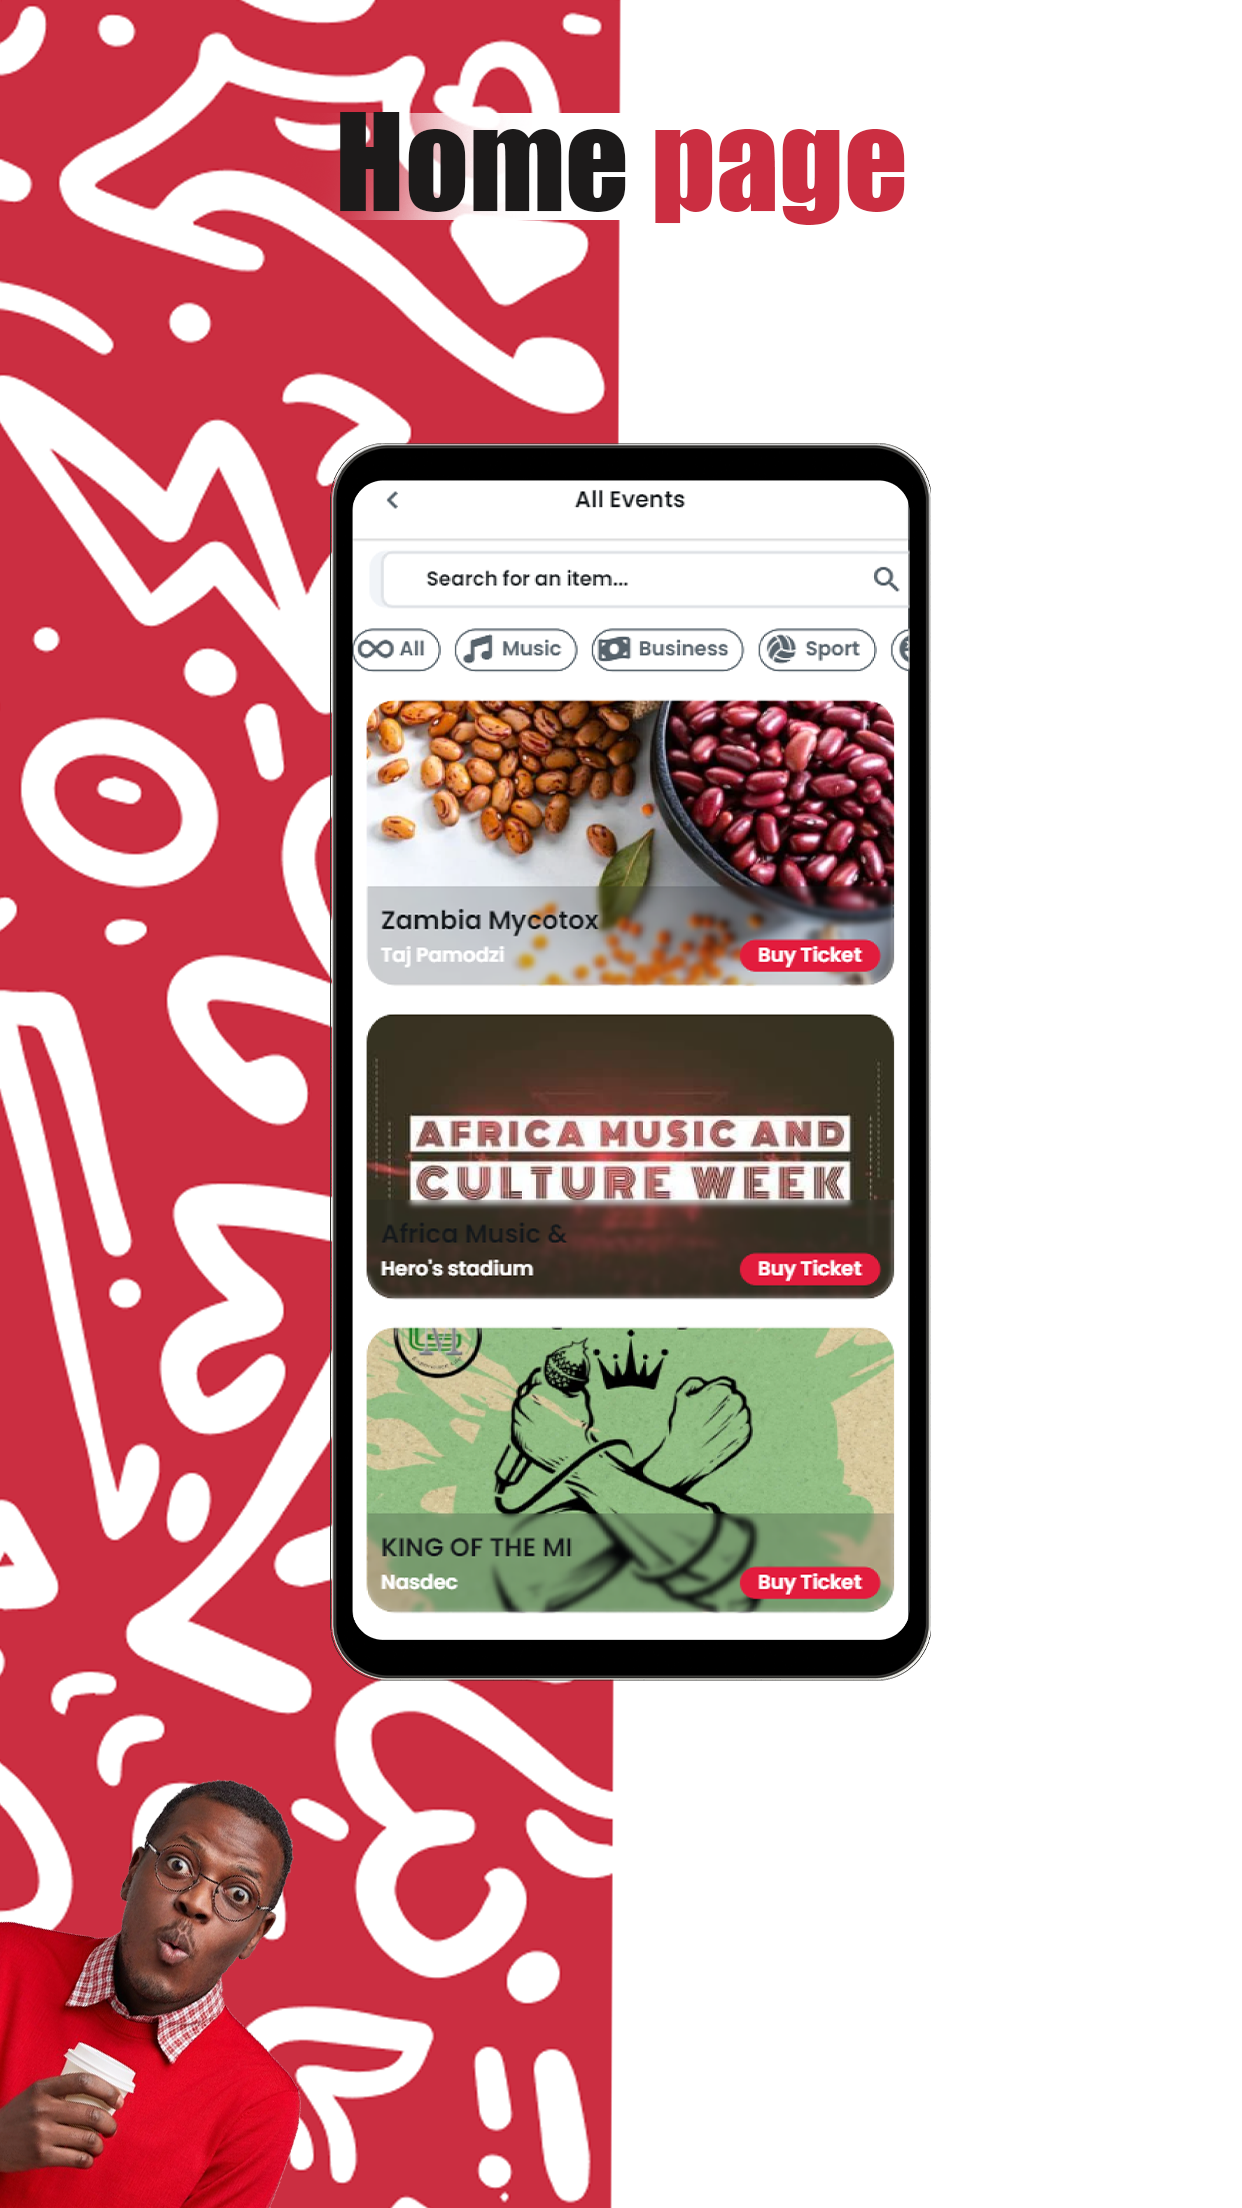 Home page
All Events
Search for an item...
All Music Business Sport
Zambia Mycotox
Taj Pamodzi
Buy Ticket
AFRICA MUSIC AND
CULTURE WEEK
Africa Music &
Hero's stadium
Buy Ticket
KING OF THE MI
Nasdec
Buy Ticket